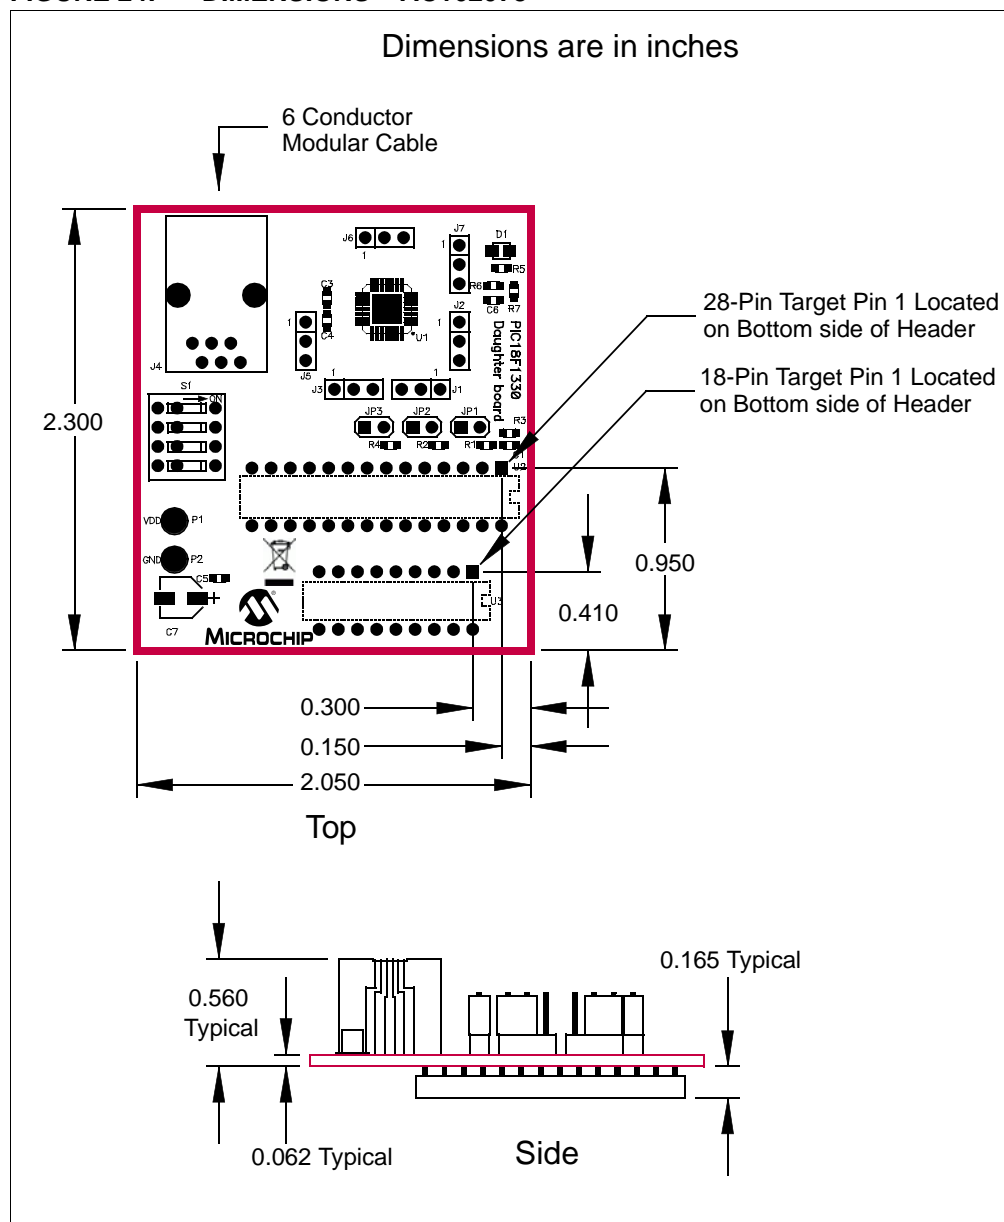 Dimensions are in inches
6 Conductor
Modular Cable
J6
1
J7
1
D1
R5
R6
C6
R7
C3
C4
U1
J2
1
1
J5
J4
PIC18F1330
Daughter board
28-Pin Target Pin 1 Located
on Bottom side of Header
18-Pin Target Pin 1 Located
on Bottom side of Header
S1
ON
1
J3
1
J1
JP3
JP2
JP1
R3
R4
R2
R1
U2
2.300
VDD
P1
GND
P2
C5
+
C7
MICROCHIP
U3
0.950
0.410
0.300
0.150
2.050
Top
0.560
Typical
0.165 Typical
0.062 Typical
Side